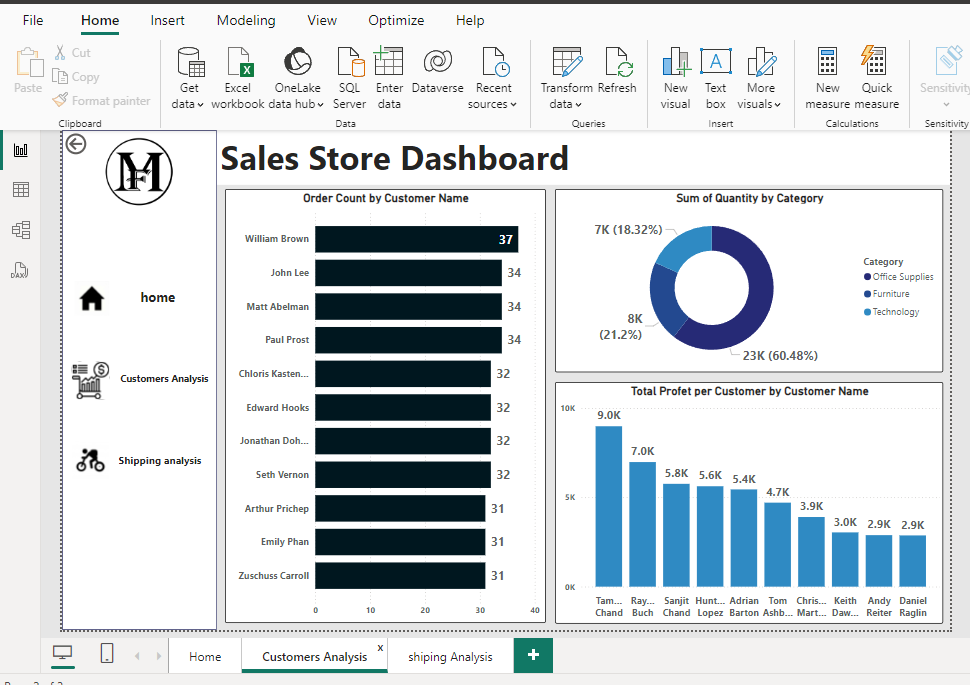 File Home Insert Modeling View Optimize Help
Paste
Cut
Copy
Format painter
Clipboard
Get data
Excel workbook
OneLake data hub
SQL Server
Enter data
Dataverse
Recent sources
Data
Transform data
Refresh
Queries
New visual
Text box
More visuals
Insert
New measure
Quick measure
Calculations
Sensitivity
Sensitivity
DAX
MF
home
Customers Analysis
Shipping analysis
Sales Store Dashboard
Order Count by Customer Name
William Brown 37
John Lee 34
Matt Abelman 34
Paul Prost 34
Chloris Kasten... 32
Edward Hooks 32
Jonathan Doh... 32
Seth Vernon 32
Arthur Prichep 31
Emily Phan 31
Zuschuss Carroll 31
0 10 20 30 40
Sum of Quantity by Category
7K (18.32%)
8K
(21.2%)
23K (60.48%)
Category
Office Supplies
Furniture
Technology
Total Profet per Customer by Customer Name
10K
5K
0K
9.0K 7.0K 5.8K 5.6K 5.4K 4.7K 3.9K 3.0K 2.9K 2.9K
Tam... Ray... Sanjit Hunt... Adrian Tom Chris... Keith Andy Daniel
Chand Buch Chand Lopez Barton Ashb... Mart... Daw... Reiter Raglin
Home
Customers Analysis x
shiping Analysis
+